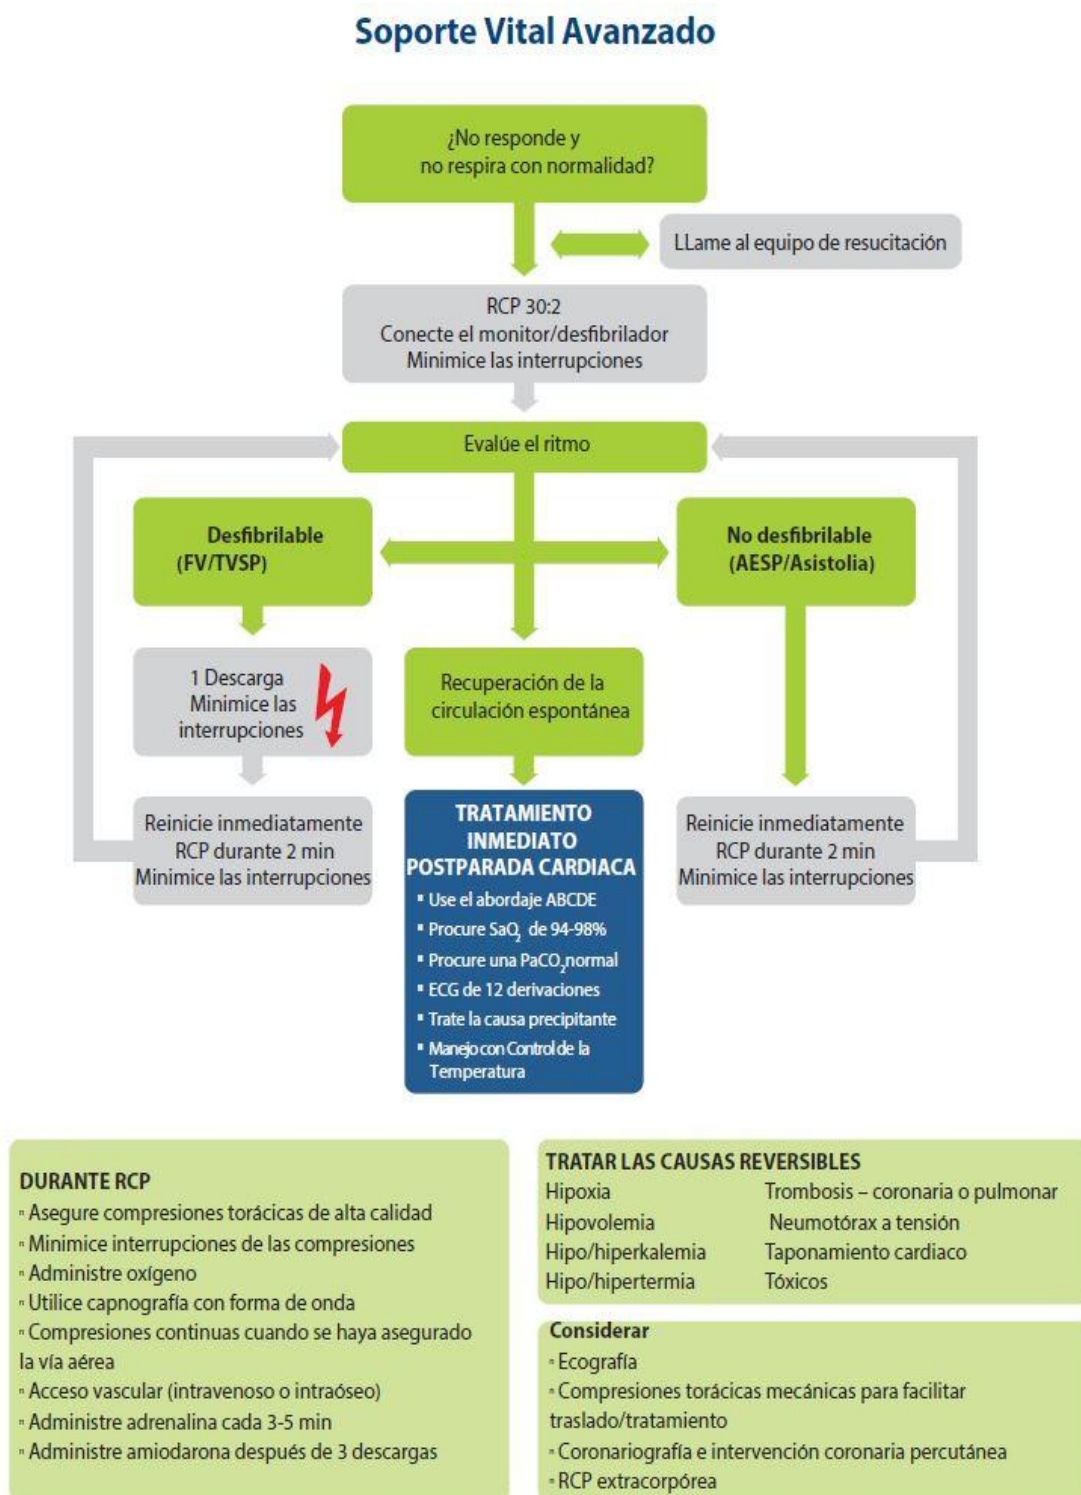 Soporte Vital Avanzado
¿No responde y
no respira con normalidad?
LLame al equipo de resucitación
RCP 30:2
Conecte el monitor/desfibrilador
Minimice las interrupciones
Evalúe el ritmo
Desfibrilable
(FV/TVSP)
No desfibrilable
(AESP/Asistolia)
1 Descarga
Minimice las
interrupciones
Recuperación de la
circulación espontánea
Reinicie inmediatamente
RCP durante 2 min
Minimice las interrupciones
TRATAMIENTO
INMEDIATO
POSTPARADA CARDIACA
▪ Use el abordaje ABCDE
▪ Procure SaO2 de 94-98%
▪ Procure una PaCO2 normal
▪ ECG de 12 derivaciones
▪ Trate la causa precipitante
▪ Manejo con Control de la
Temperatura
Reinicie inmediatamente
RCP durante 2 min
Minimice las interrupciones
DURANTE RCP
▫ Asegure compresiones torácicas de alta calidad
▫ Minimice interrupciones de las compresiones
▫ Administre oxígeno
▫ Utilice capnografía con forma de onda
▫ Compresiones continuas cuando se haya asegurado
la vía aérea
▫ Acceso vascular (intravenoso o intraóseo)
▫ Administre adrenalina cada 3-5 min
▫ Administre amiodarona después de 3 descargas
TRATAR LAS CAUSAS REVERSIBLES
Hipoxia Trombosis – coronaria o pulmonar
Hipovolemia Neumotórax a tensión
Hipo/hiperkalemia Taponamiento cardiaco
Hipo/hipertermia Tóxicos
Considerar
▫ Ecografía
▫ Compresiones torácicas mecánicas para facilitar
traslado/tratamiento
▫ Coronariografía e intervención coronaria percutánea
▫ RCP extracorpórea